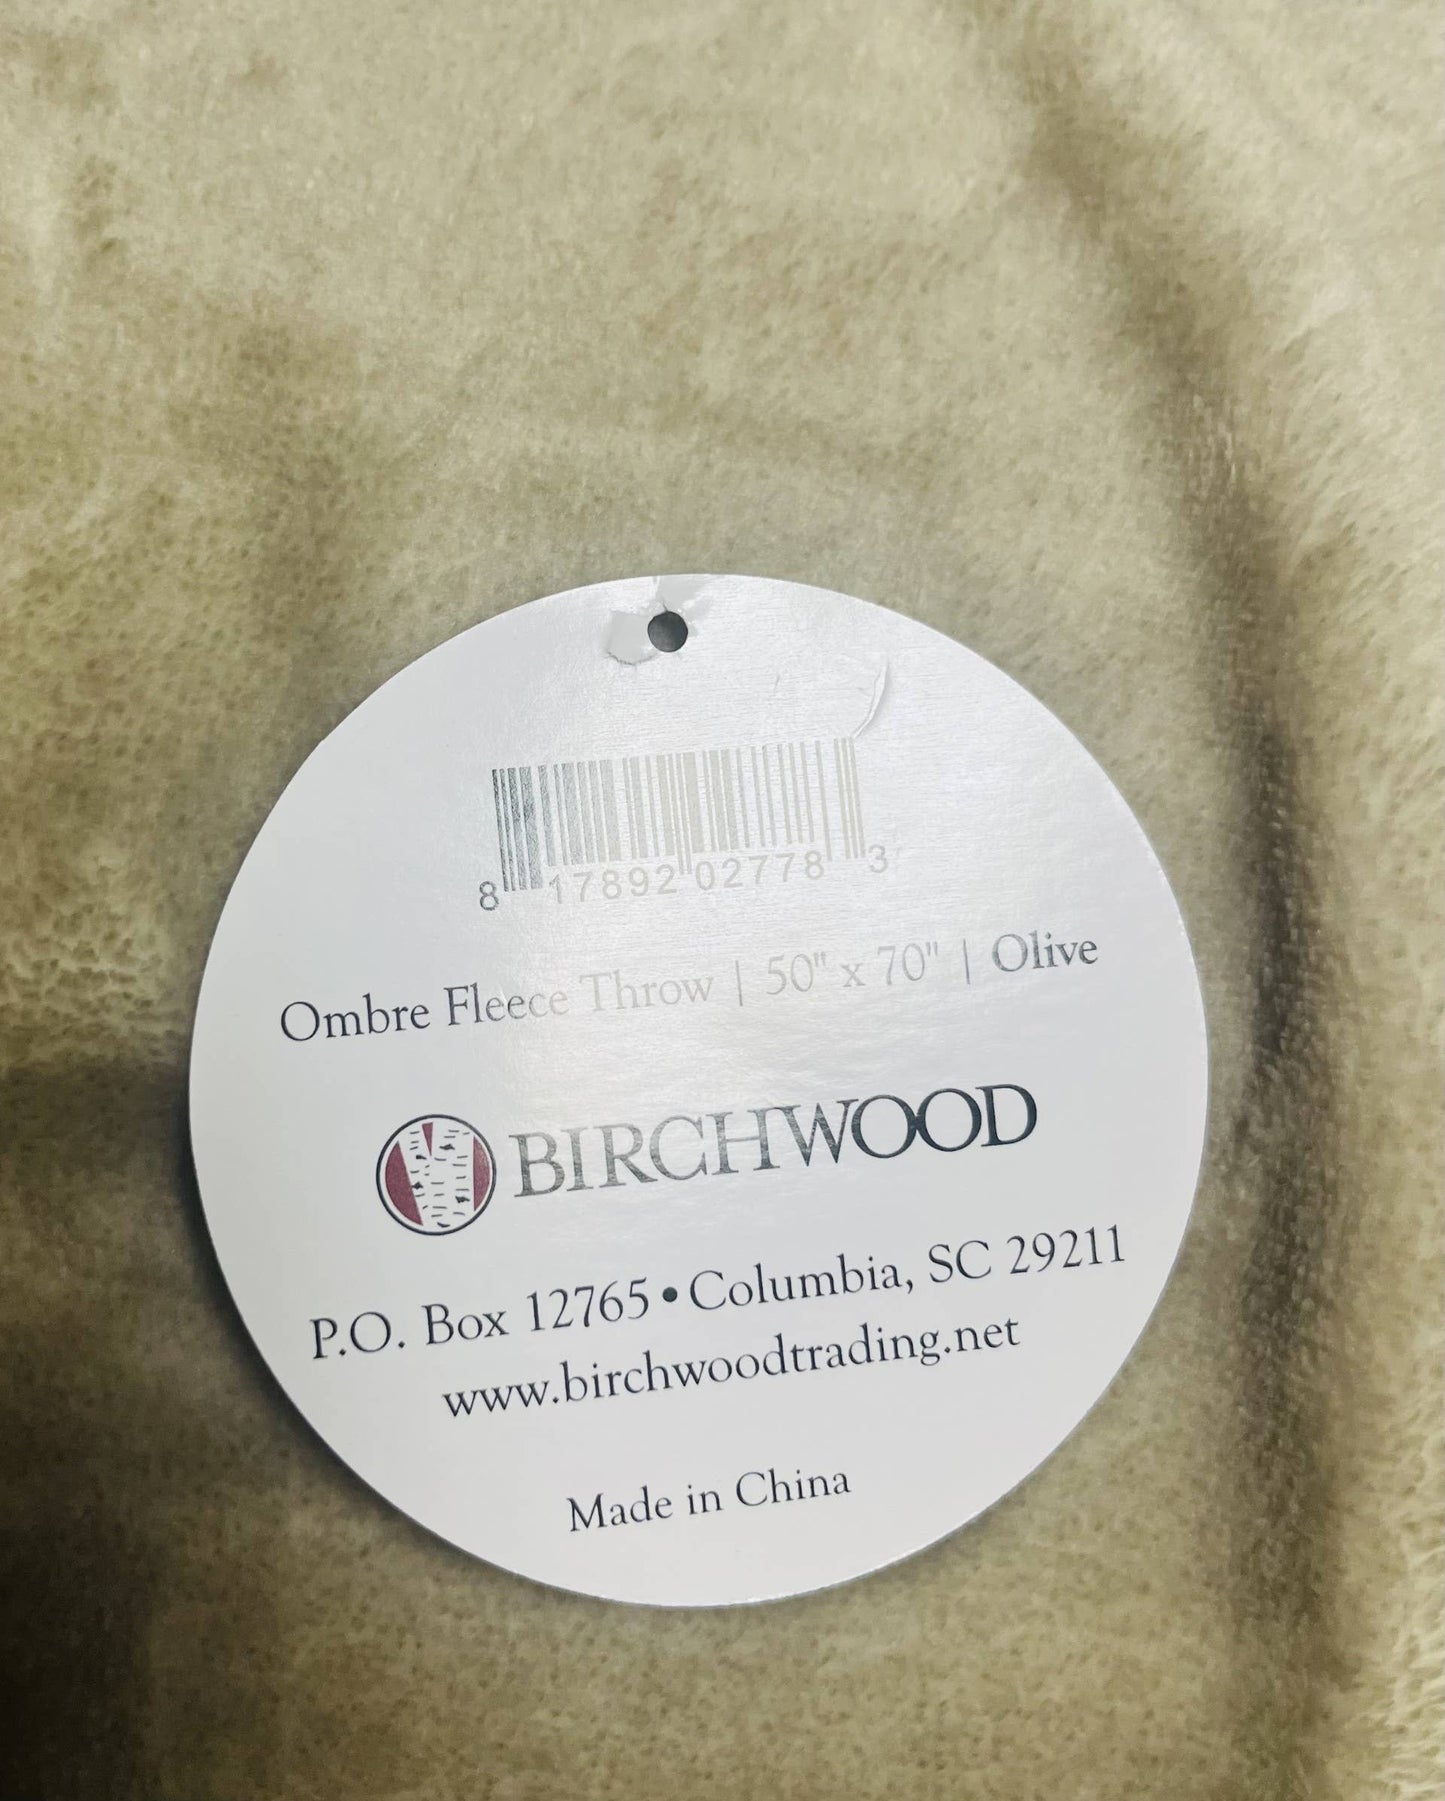 8 17892 02778 3
Ombre Fleece Throw | 50" x 70" | Olive
BIRCHWOOD
P.O. Box 12765 • Columbia, SC 29211
www.birchwoodtrading.net
Made in China